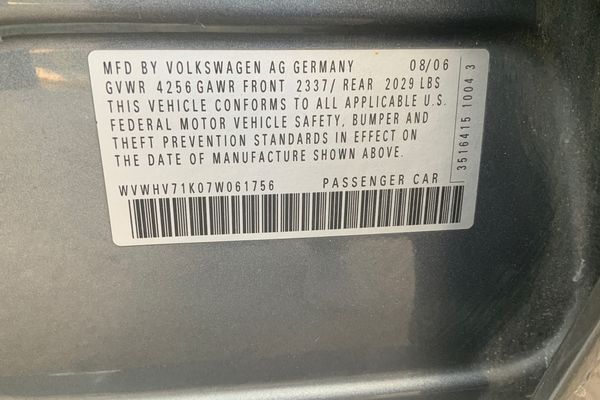 MFD BY VOLKSWAGEN AG GERMANY 08/06
GVWR 4256 GAWR FRONT 2337/ REAR 2029 LBS
THIS VEHICLE CONFORMS TO ALL APPLICABLE U.S.
FEDERAL MOTOR VEHICLE SAFETY, BUMPER AND
THEFT PREVENTION STANDARDS IN EFFECT ON
THE DATE OF MANUFACTURE SHOWN ABOVE.
WVWHV71K07W061756 PASSENGER CAR
3516415 1004 3